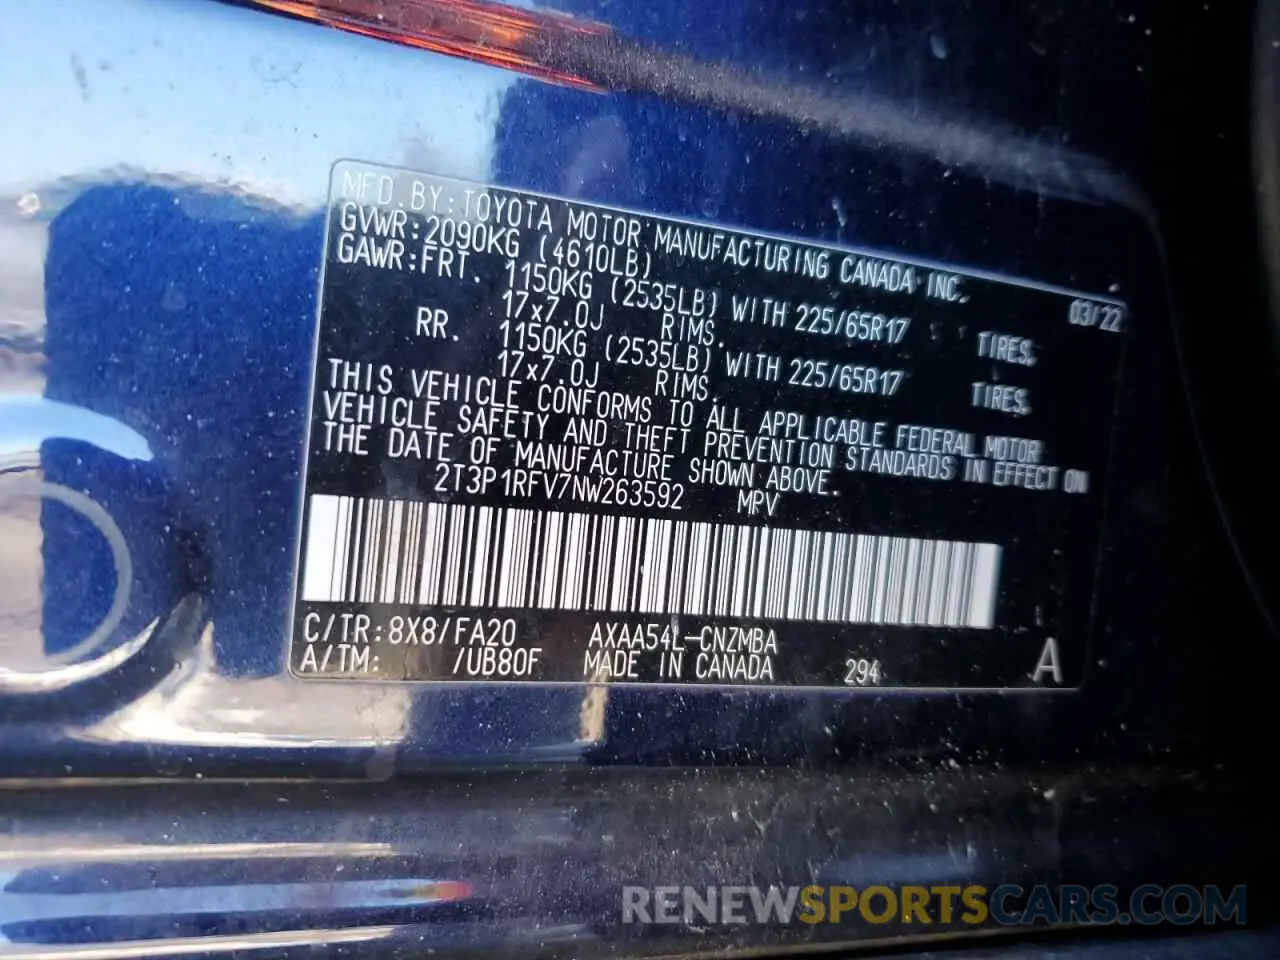 MFD.BY:TOYOTA MOTOR MANUFACTURING CANADA INC.
GVWR:2090KG (4610LB) 03/22
GAWR:FRT. 1150KG (2535LB) WITH 225/65R17 TIRES,
17x7.0J RIMS.
RR. 1150KG (2535LB) WITH 225/65R17 TIRES,
17x7.0J RIMS.
THIS VEHICLE CONFORMS TO ALL APPLICABLE FEDERAL MOTOR
VEHICLE SAFETY AND THEFT PREVENTION STANDARDS IN EFFECT ON
THE DATE OF MANUFACTURE SHOWN ABOVE.
2T3P1RFV7NW263592 MPV
C/TR:8X8/FA20 AXAA54L-CNZMBA
A/TM: /UB80F MADE IN CANADA 294 A
RENEWSPORTSCARS.COM